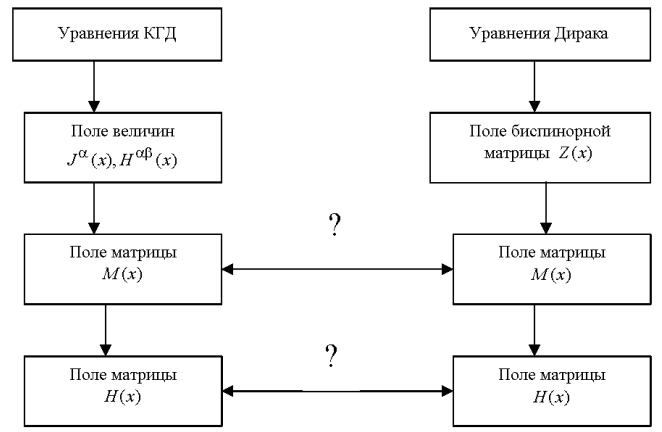 Уравнения КГД
Уравнения Дирака
Поле величин
J^α(x), H^αβ(x)
Поле биспинорной
матрицы Z(x)
?
Поле матрицы
M(x)
Поле матрицы
M(x)
?
Поле матрицы
H(x)
Поле матрицы
H(x)